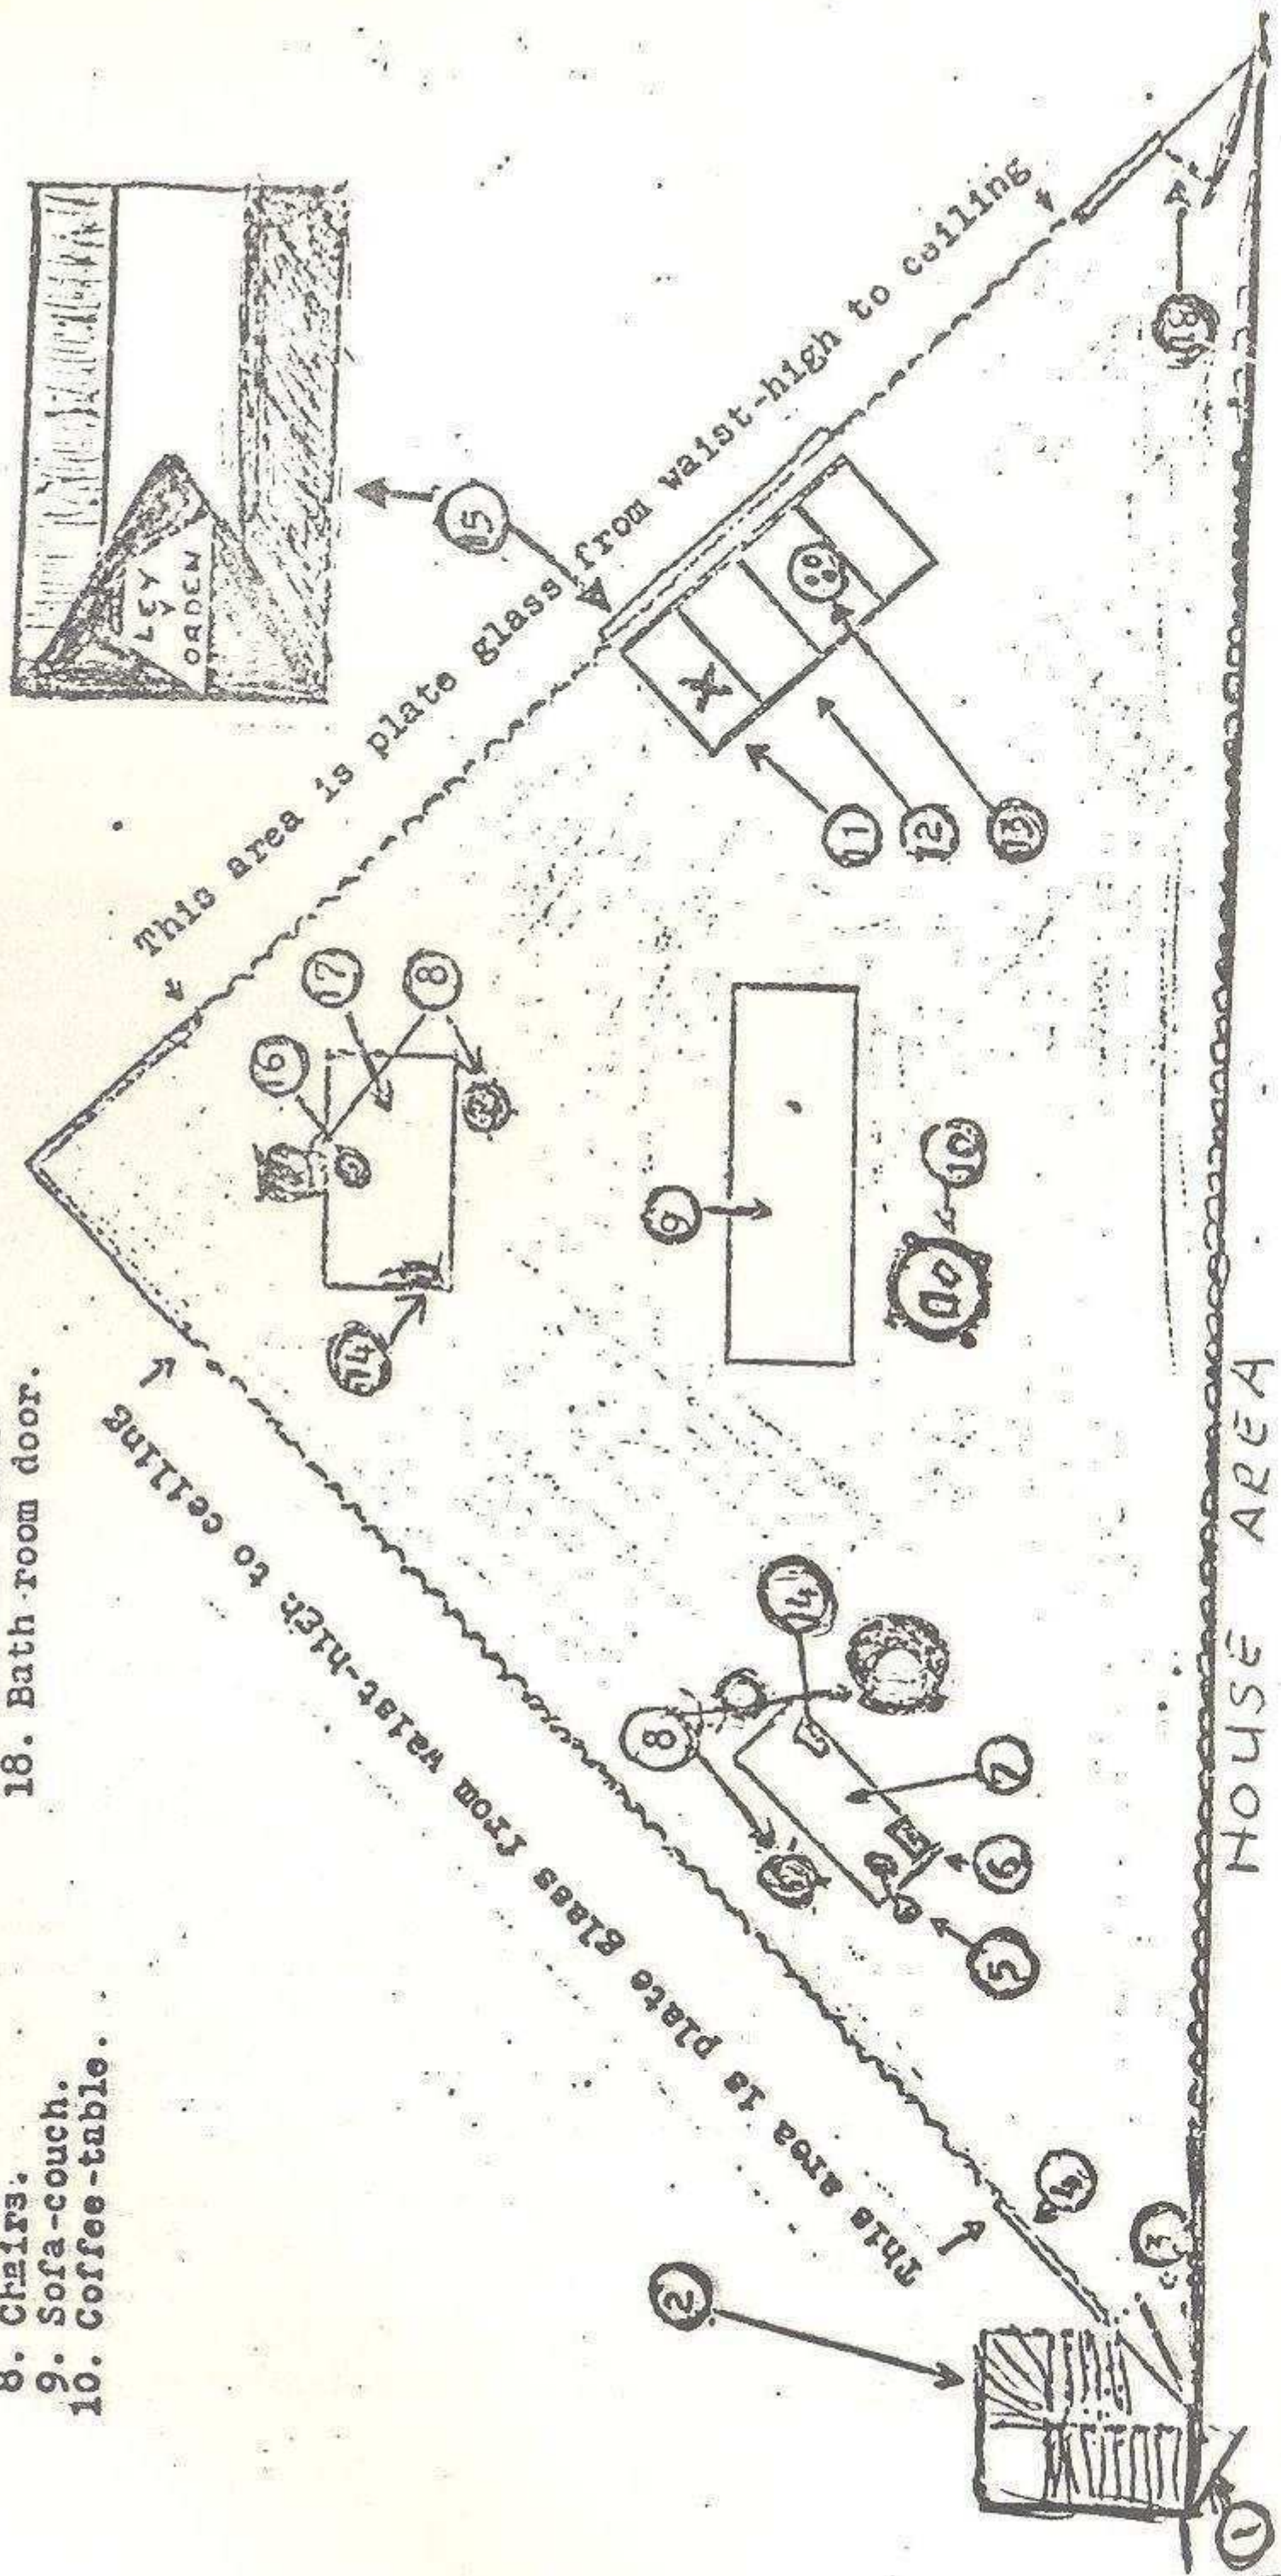 8. Chairs.
9. Sofa-couch.
10. Coffee-table.
18. Bath-room door.
LEY
Y
ORDEN
15
This area is plate glass from waist-high to ceiling
This area is plate glass from waist-high to ceiling
16
17
8
14
9
10
11
12
13
18
X
8
14
7
6
5
2
4
3
1
HOUSE AREA